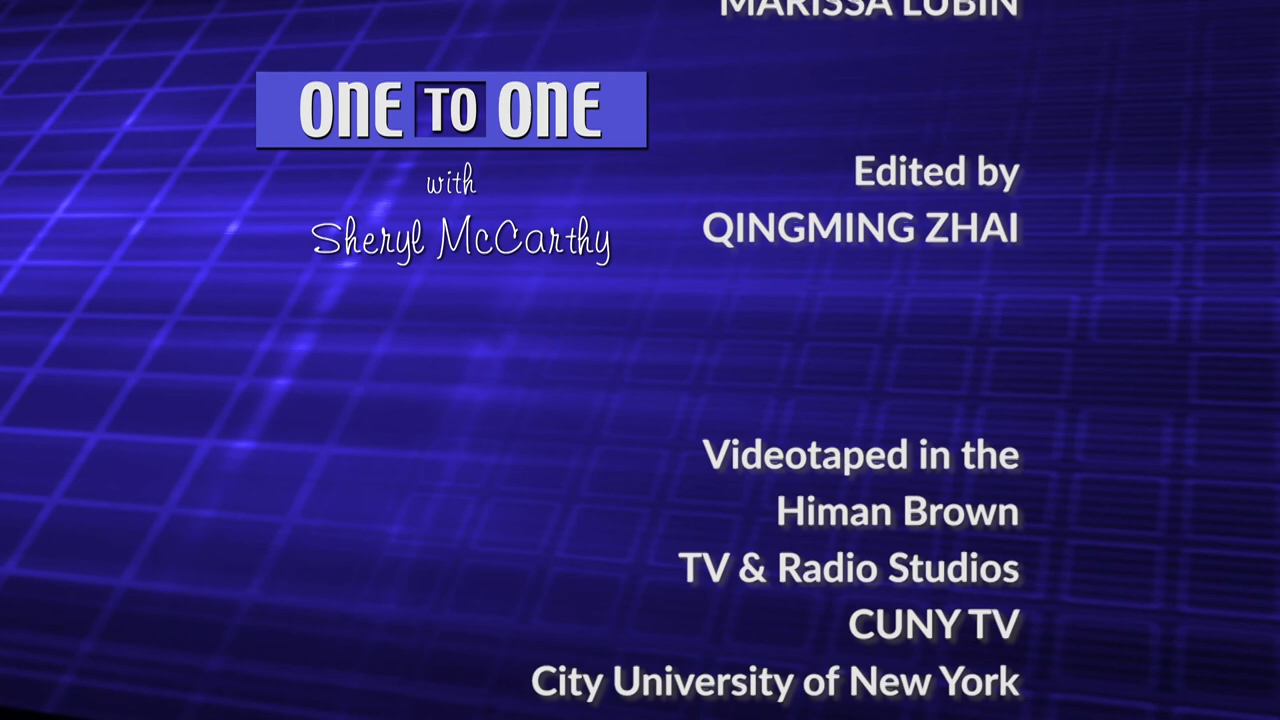 MARISSA LUBIN
ONE TO ONE
with
Sheryl McCarthy
Edited by
QINGMING ZHAI
Videotaped in the
Himan Brown
TV & Radio Studios
CUNY TV
City University of New York